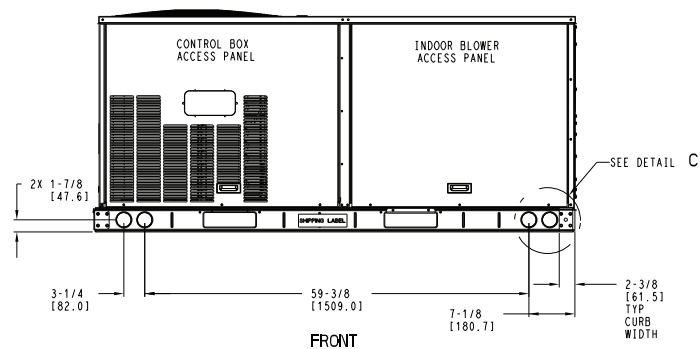 CONTROL BOX
ACCESS PANEL
INDOOR BLOWER
ACCESS PANEL
SEE DETAIL C
2X 1-7/8
[47.6]
SHIPPING LABEL
3-1/4
[82.0]
59-3/8
[1509.0]
7-1/8
[180.7]
2-3/8
[61.5]
TYP
CURB
WIDTH
FRONT